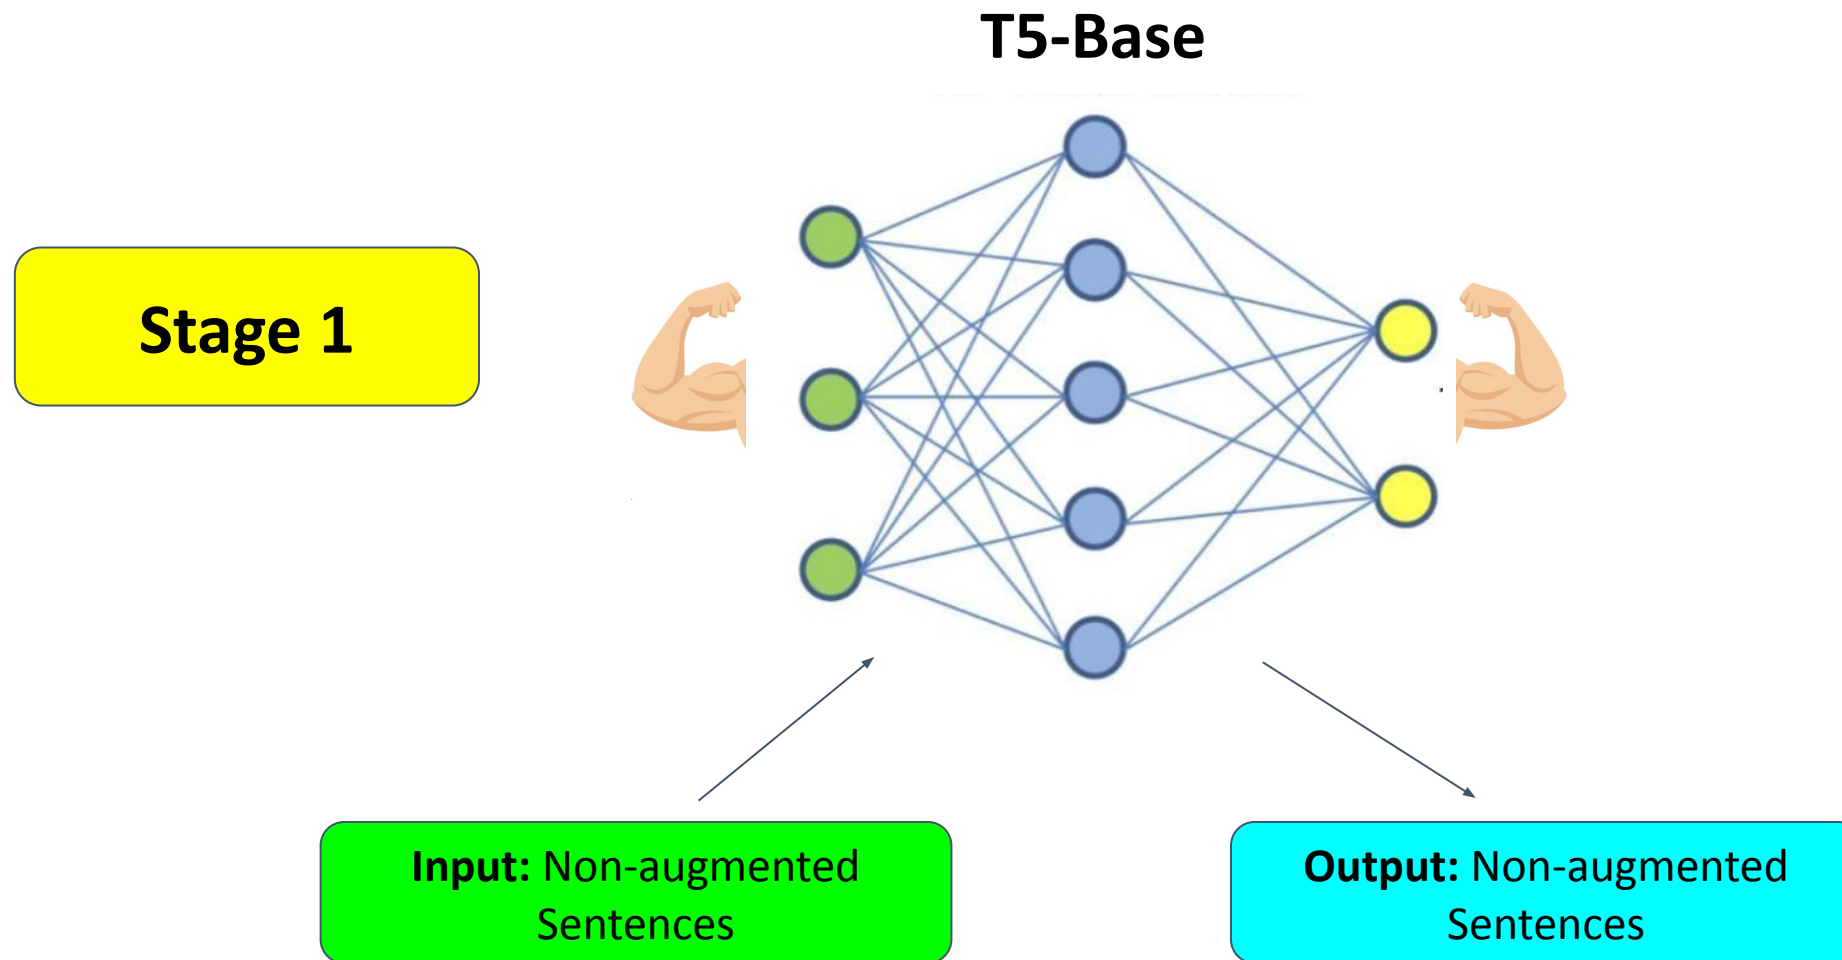 T5-Base
Stage 1
Input: Non-augmented
Sentences
Output: Non-augmented
Sentences